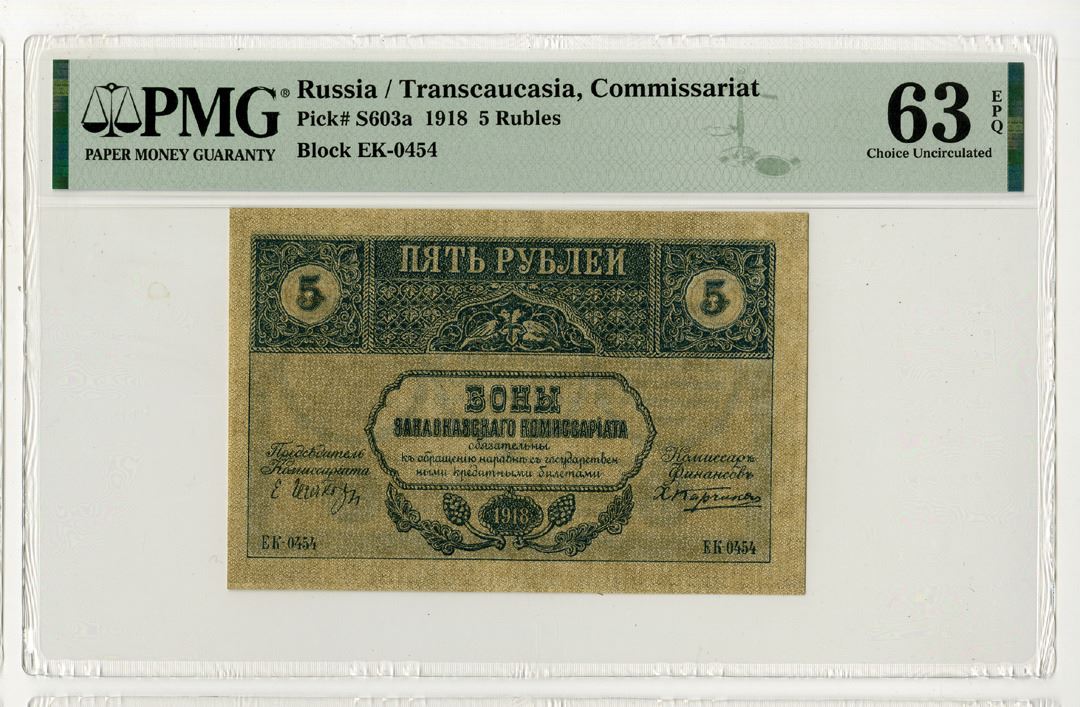 PMG® Russia / Transcaucasia, Commissariat
Pick# S603a 1918 5 Rubles
PAPER MONEY GUARANTY
Block EK-0454
63 EPQ
Choice Uncirculated
ПЯТЬ РУБЛЕЙ
5 5
БОНЫ
ЗАКАВКАЗСКАГО КОМИССАРІАТА
обязательны
къ обращенію наравнѣ съ государствен
ными кредитными билетами
Предсѣдатель
Комиссариата
Комиссаръ
Финансовъ
1918
ЕК-0454
ЕК-0454